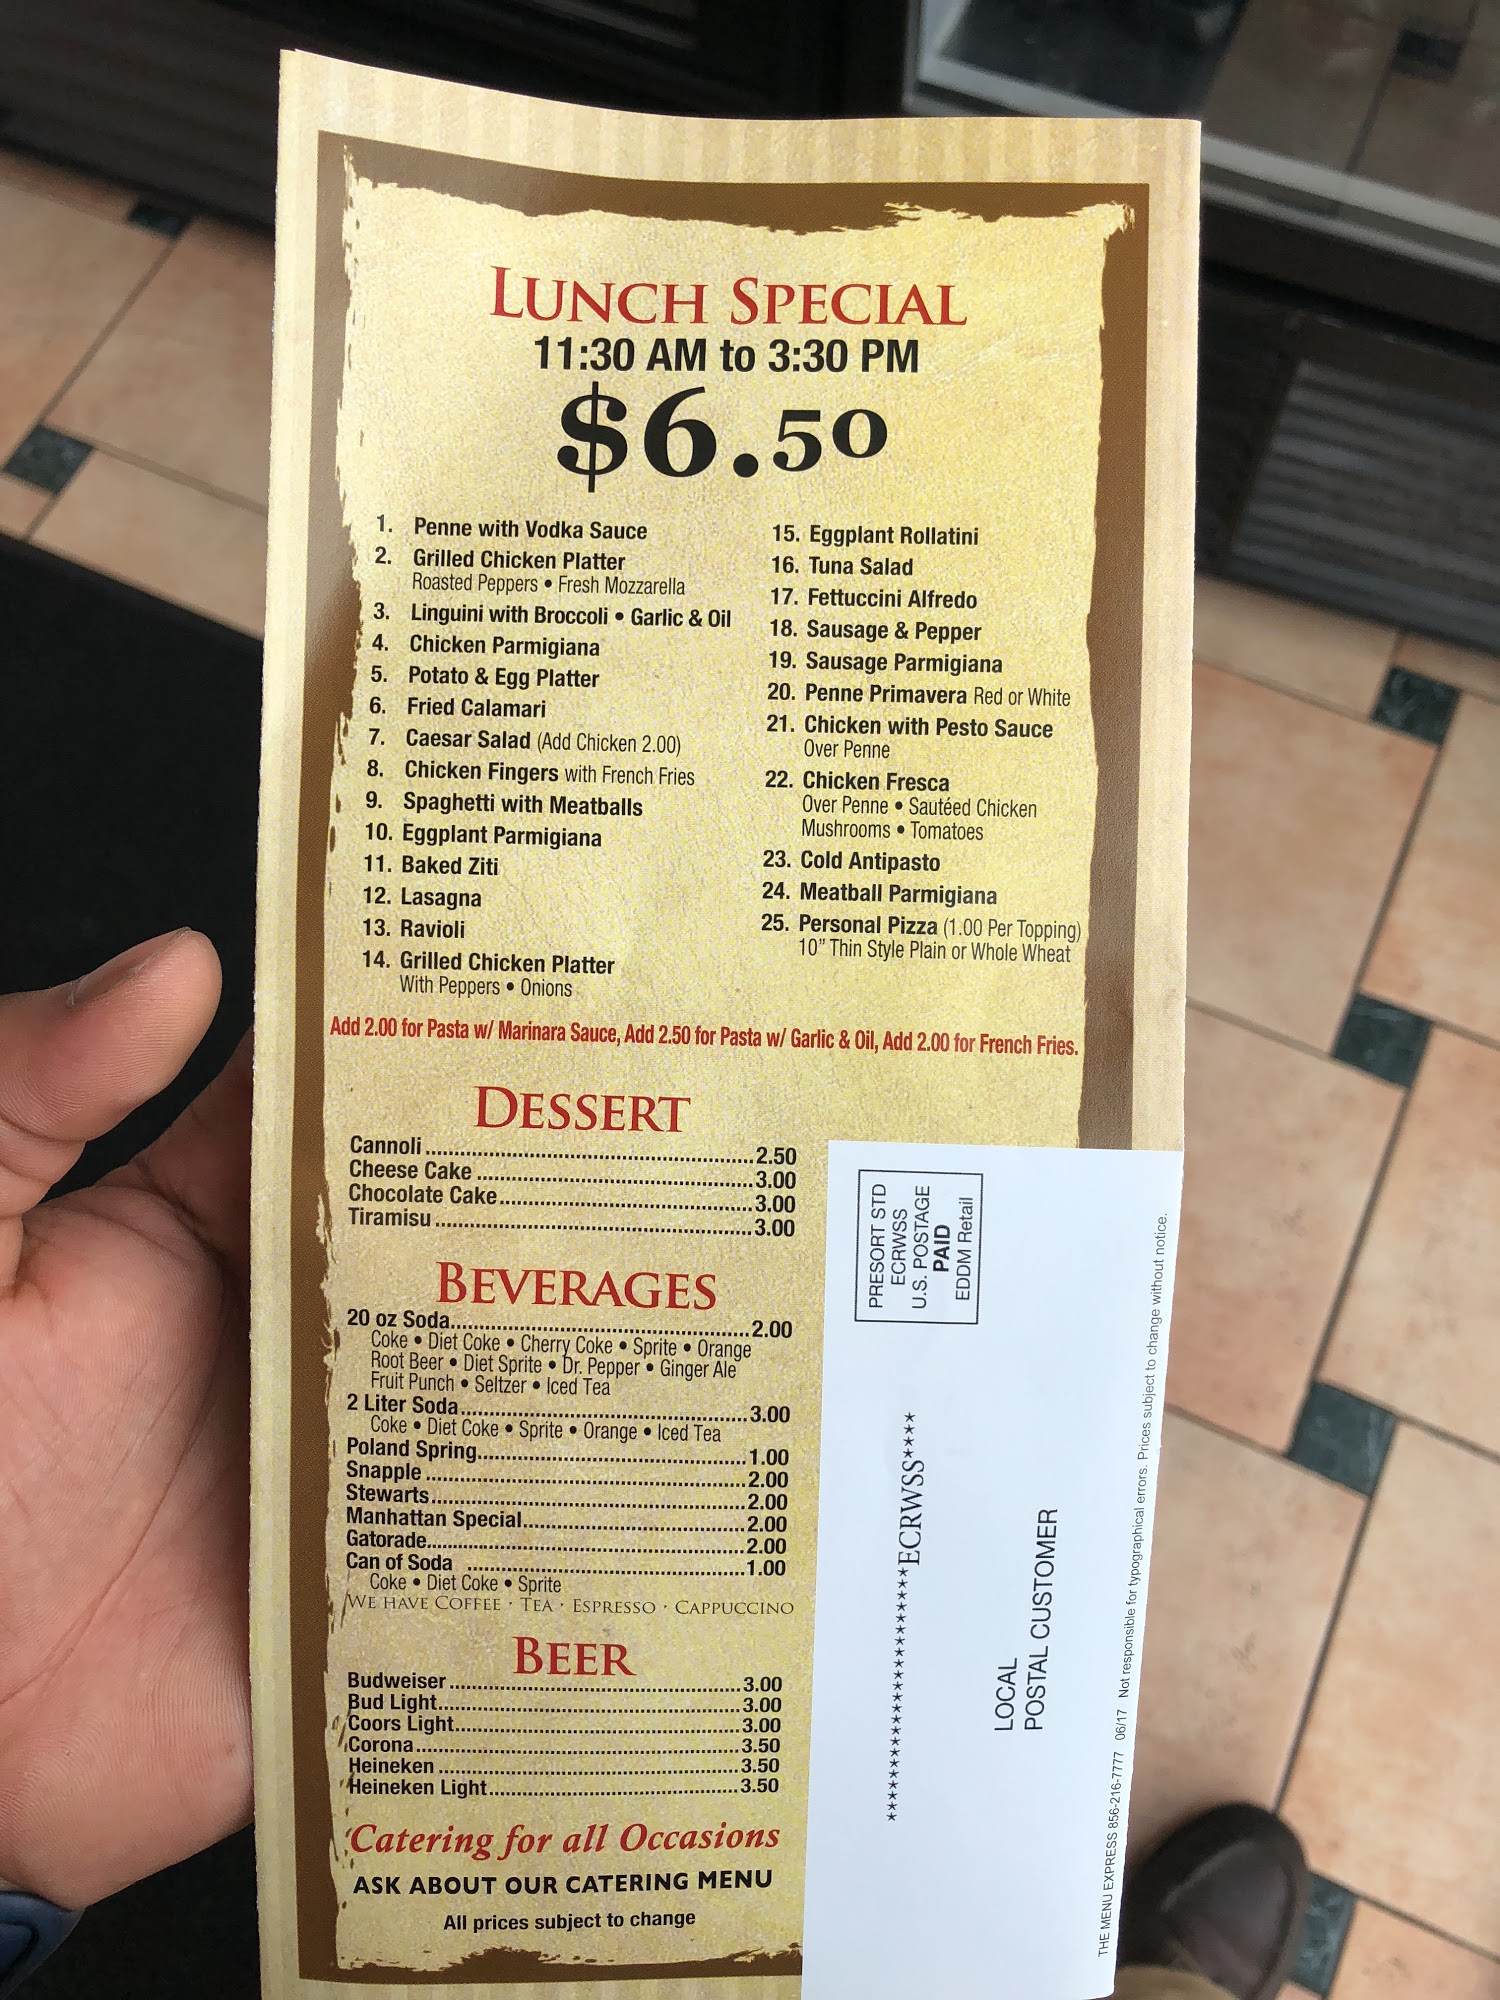 LUNCH SPECIAL
11:30 AM to 3:30 PM
$6.50
1. Penne with Vodka Sauce
2. Grilled Chicken Platter
Roasted Peppers • Fresh Mozzarella
3. Linguini with Broccoli • Garlic & Oil
4. Chicken Parmigiana
5. Potato & Egg Platter
6. Fried Calamari
7. Caesar Salad (Add Chicken 2.00)
8. Chicken Fingers with French Fries
9. Spaghetti with Meatballs
10. Eggplant Parmigiana
11. Baked Ziti
12. Lasagna
13. Ravioli
14. Grilled Chicken Platter
With Peppers • Onions
15. Eggplant Rollatini
16. Tuna Salad
17. Fettuccini Alfredo
18. Sausage & Pepper
19. Sausage Parmigiana
20. Penne Primavera Red or White
21. Chicken with Pesto Sauce
Over Penne
22. Chicken Fresca
Over Penne • Sautéed Chicken
Mushrooms • Tomatoes
23. Cold Antipasto
24. Meatball Parmigiana
25. Personal Pizza (1.00 Per Topping)
10” Thin Style Plain or Whole Wheat
Add 2.00 for Pasta w/ Marinara Sauce, Add 2.50 for Pasta w/ Garlic & Oil, Add 2.00 for French Fries.
DESSERT
Cannoli 2.50
Cheese Cake 3.00
Chocolate Cake 3.00
Tiramisu 3.00
BEVERAGES
20 oz Soda 2.00
Coke • Diet Coke • Cherry Coke • Sprite • Orange
Root Beer • Diet Sprite • Dr. Pepper • Ginger Ale
Fruit Punch • Seltzer • Iced Tea
2 Liter Soda 3.00
Coke • Diet Coke • Sprite • Orange • Iced Tea
Poland Spring 1.00
Snapple 2.00
Stewarts 2.00
Manhattan Special 2.00
Gatorade 2.00
Can of Soda 1.00
Coke • Diet Coke • Sprite
WE HAVE COFFEE · TEA · ESPRESSO · CAPPUCCINO
BEER
Budweiser 3.00
Bud Light 3.00
Coors Light 3.00
Corona 3.50
Heineken 3.50
Heineken Light 3.50
Catering for all Occasions
ASK ABOUT OUR CATERING MENU
All prices subject to change
PRESORT STD
ECRWSS
U.S. POSTAGE
PAID
EDDM Retail
***********************ECRWSS****
LOCAL
POSTAL CUSTOMER
THE MENU EXPRESS 856-216-7777 06/17 Not responsible for typographical errors. Prices subject to change without notice.